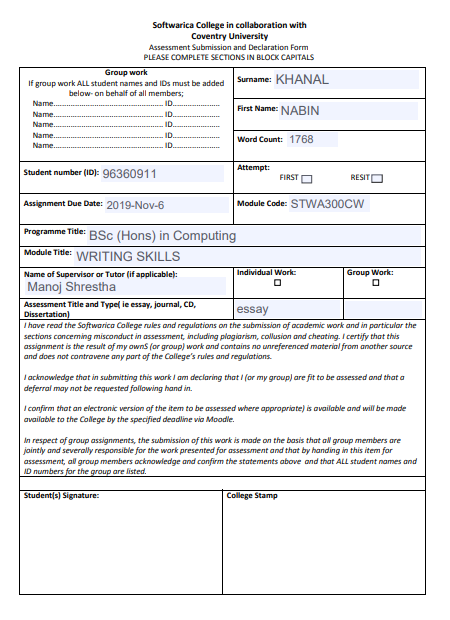 Softwarica College in collaboration with
Coventry University
Assessment Submission and Declaration Form
PLEASE COMPLETE SECTIONS IN BLOCK CAPITALS
Group work
If group work ALL student names and IDs must be added
below- on behalf of all members;
Name............................................ ID...................
Name............................................ ID...................
Name............................................ ID...................
Name............................................ ID...................
Name............................................ ID...................
Surname: KHANAL
First Name: NABIN
Word Count: 1768
Student number (ID): 96360911
Attempt:
FIRST RESIT
Assignment Due Date: 2019-Nov-6
Module Code: STWA300CW
Programme Title: BSc (Hons) in Computing
Module Title: WRITING SKILLS
Name of Supervisor or Tutor (if applicable):
Manoj Shrestha
Individual Work:
Group Work:
Assessment Title and Type( ie essay, journal, CD,
Dissertation)
essay
I have read the Softwarica College rules and regulations on the submission of academic work and in particular the
sections concerning misconduct in assessment, including plagiarism, collusion and cheating. I certify that this
assignment is the result of my ownS (or group) work and contains no unreferenced material from another source
and does not contravene any part of the College's rules and regulations.
I acknowledge that in submitting this work I am declaring that I (or my group) are fit to be assessed and that a
deferral may not be requested following hand in.
I confirm that an electronic version of the item to be assessed where appropriate) is available and will be made
available to the College by the specified deadline via Moodle.
In respect of group assignments, the submission of this work is made on the basis that all group members are
jointly and severally responsible for the work presented for assessment and that by handing in this item for
assessment, all group members acknowledge and confirm the statements above and that ALL student names and
ID numbers for the group are listed.
Student(s) Signature:
College Stamp